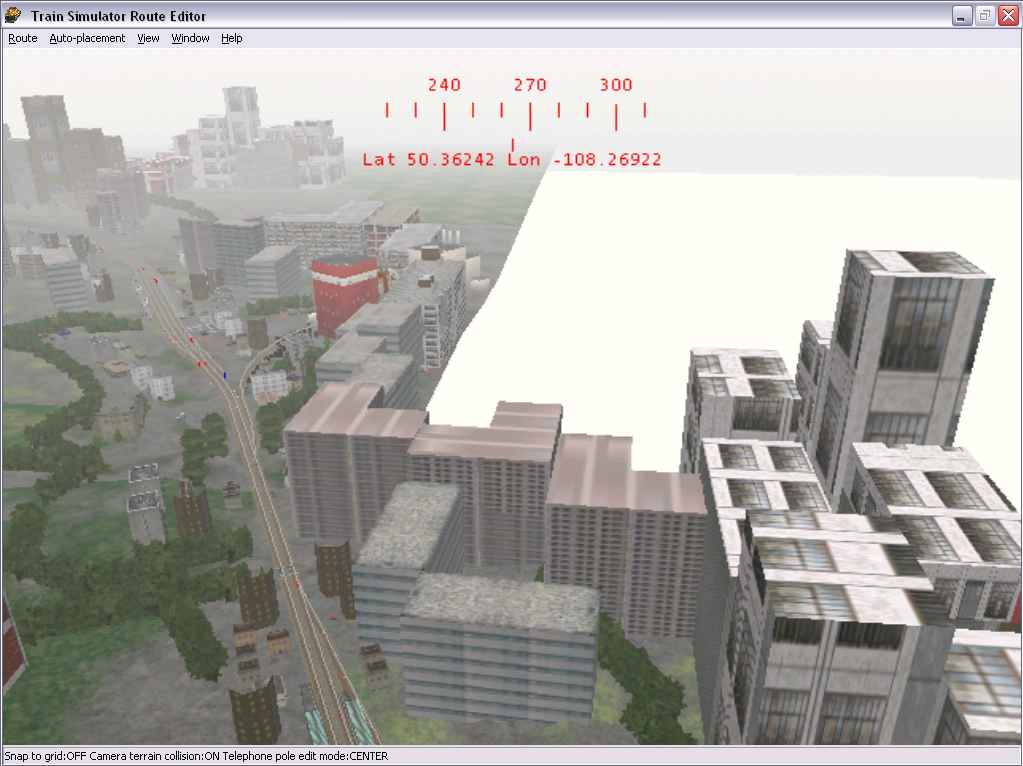 Train Simulator Route Editor
Route Auto-placement View Window Help
240 270 300
Lat 50.36242 Lon -108.26922
Snap to grid:OFF Camera terrain collision:ON Telephone pole edit mode:CENTER